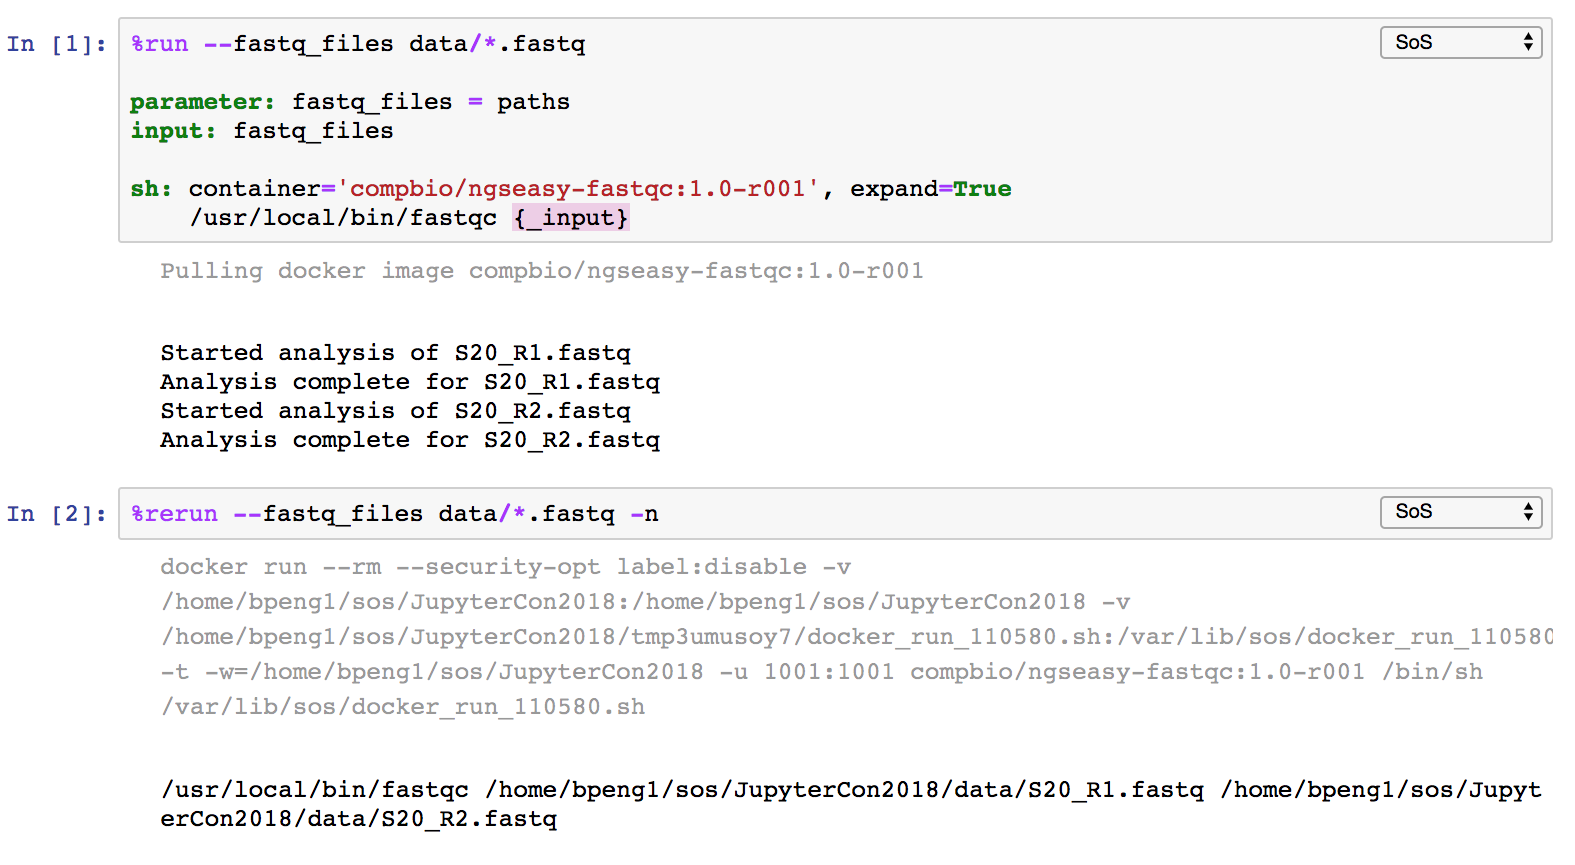 In [1]: %run --fastq_files data/*.fastq SoS
parameter: fastq_files = paths
input: fastq_files
sh: container='compbio/ngseasy-fastqc:1.0-r001', expand=True
/usr/local/bin/fastqc {_input}
Pulling docker image compbio/ngseasy-fastqc:1.0-r001
Started analysis of S20_R1.fastq
Analysis complete for S20_R1.fastq
Started analysis of S20_R2.fastq
Analysis complete for S20_R2.fastq
In [2]: %rerun --fastq_files data/*.fastq -n SoS
docker run --rm --security-opt label:disable -v
/home/bpeng1/sos/JupyterCon2018:/home/bpeng1/sos/JupyterCon2018 -v
/home/bpeng1/sos/JupyterCon2018/tmp3umusoy7/docker_run_110580.sh:/var/lib/sos/docker_run_110580
-t -w=/home/bpeng1/sos/JupyterCon2018 -u 1001:1001 compbio/ngseasy-fastqc:1.0-r001 /bin/sh
/var/lib/sos/docker_run_110580.sh
/usr/local/bin/fastqc /home/bpeng1/sos/JupyterCon2018/data/S20_R1.fastq /home/bpeng1/sos/Jupyt
erCon2018/data/S20_R2.fastq